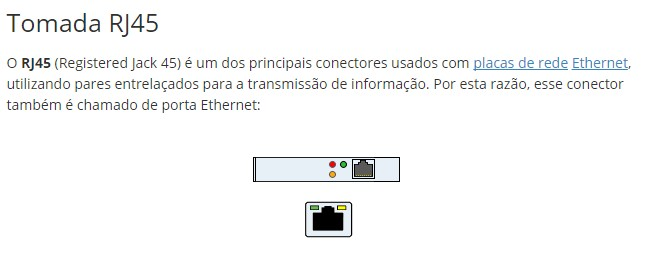 Tomada RJ45
O RJ45 (Registered Jack 45) é um dos principais conectores usados com placas de rede Ethernet,
utilizando pares entrelaçados para a transmissão de informação. Por esta razão, esse conector
também é chamado de porta Ethernet: